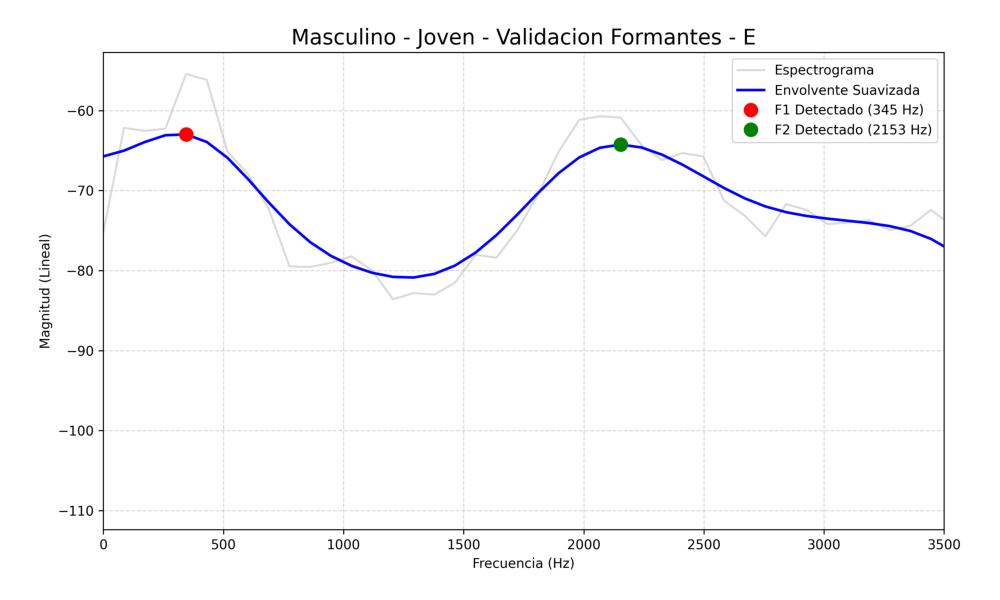 Masculino - Joven - Validacion Formantes - E
Espectrograma
Envolvente Suavizada
F1 Detectado (345 Hz)
F2 Detectado (2153 Hz)
Magnitud (Lineal)
−60
−70
−80
−90
−100
−110
0 500 1000 1500 2000 2500 3000 3500
Frecuencia (Hz)